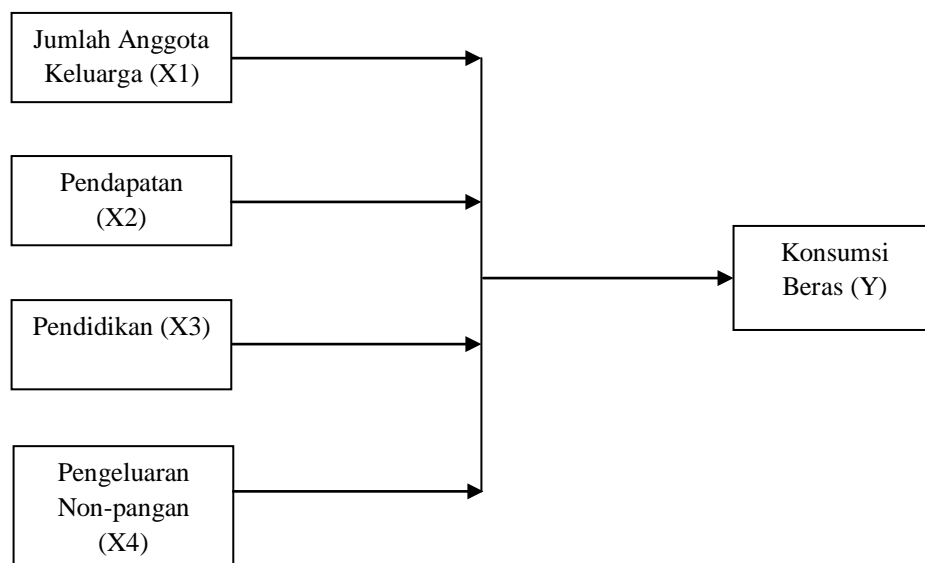 Jumlah Anggota
Keluarga (X1)
Pendapatan
(X2)
Pendidikan (X3)
Pengeluaran
Non-pangan
(X4)
Konsumsi
Beras (Y)